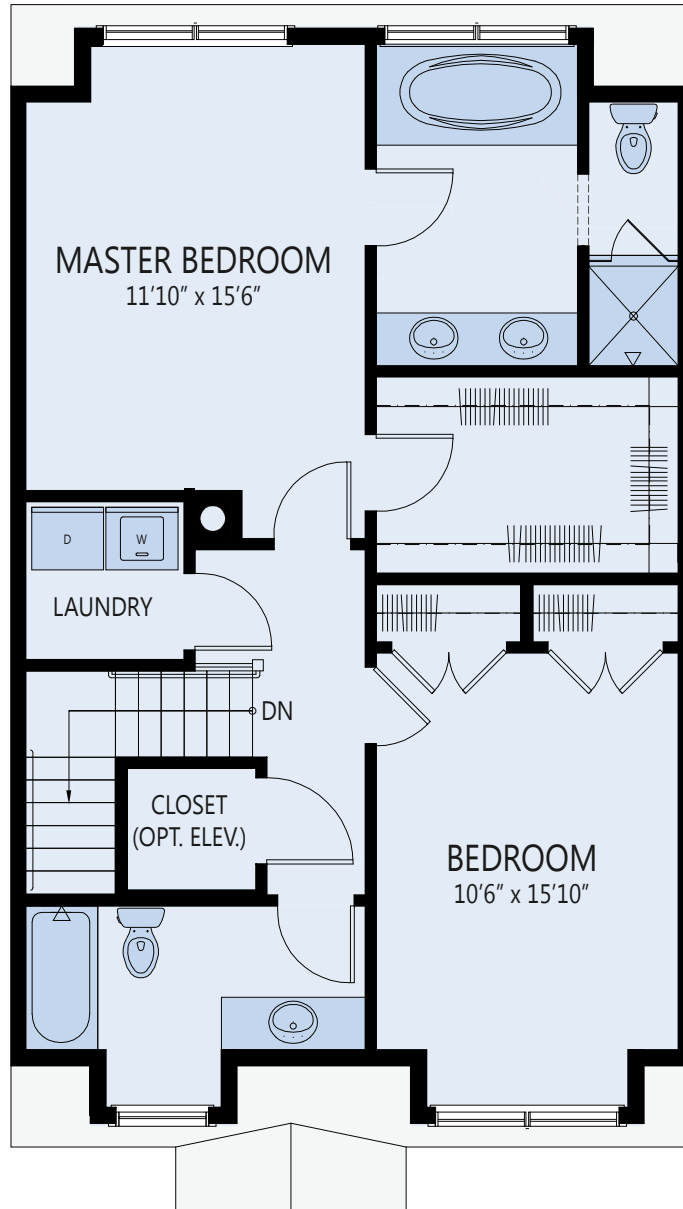 MASTER BEDROOM
11’10” x 15’6”
D
W
LAUNDRY
DN
CLOSET
(OPT. ELEV.)
BEDROOM
10’6” x 15’10”